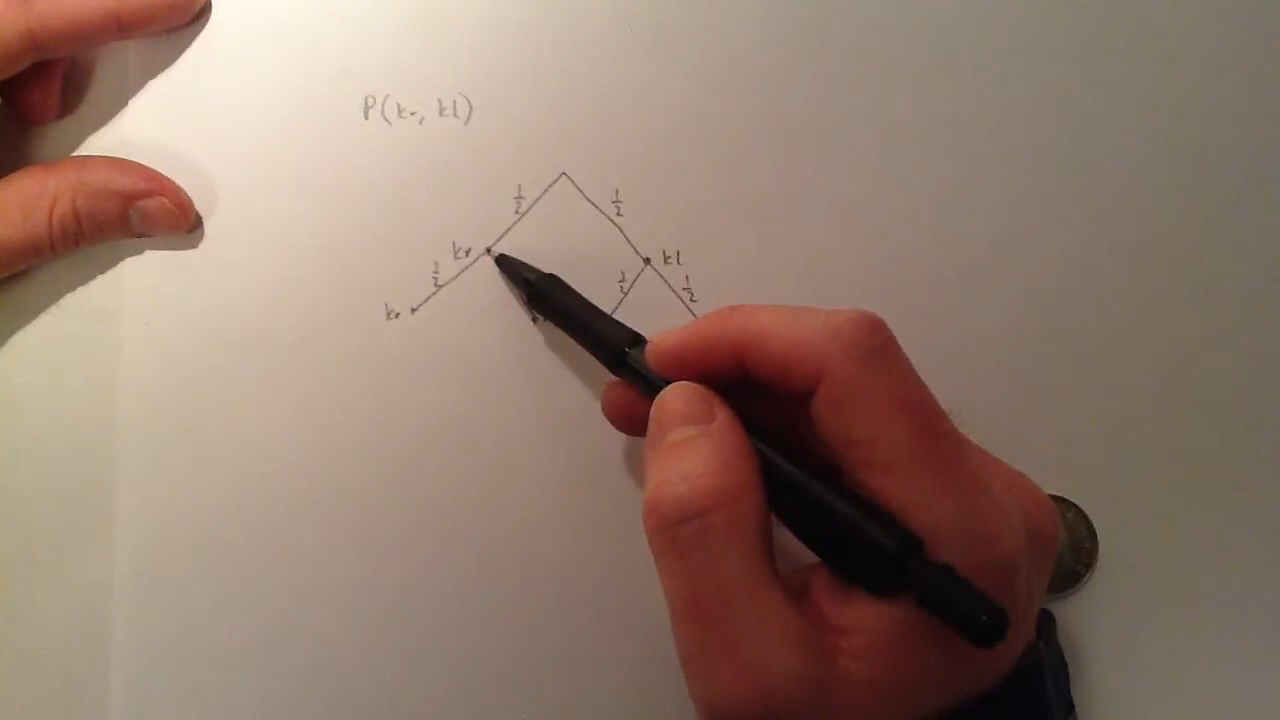 P(kr, kl)
1/2 1/2
kr kl
1/2 1/2 1/2
kr